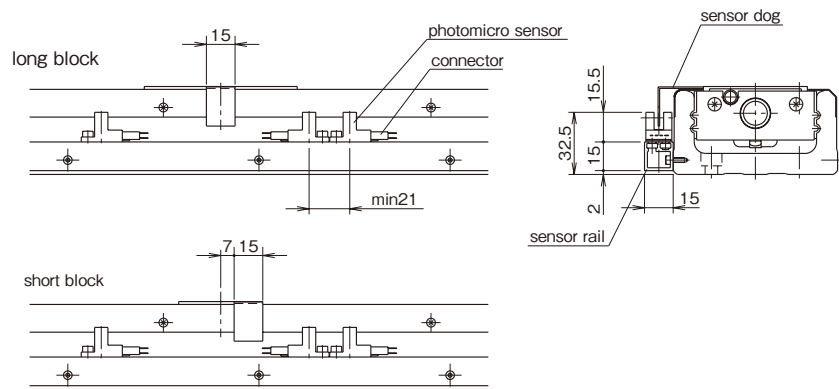 15
long block
photomicro sensor
connector
min21
sensor dog
15.5
32.5
15
2
15
sensor rail
7 15
short block